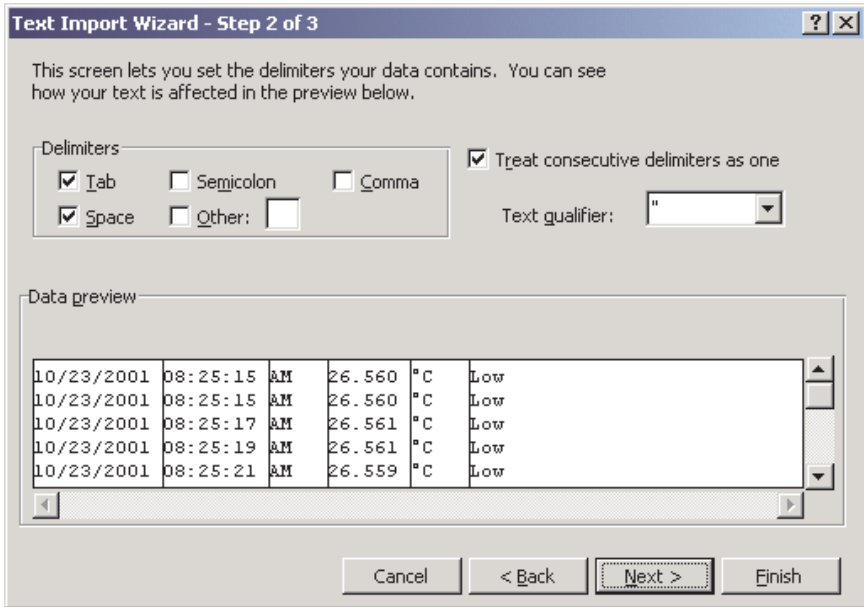 Text Import Wizard - Step 2 of 3
This screen lets you set the delimiters your data contains. You can see
how your text is affected in the preview below.
Delimiters
Tab Semicolon Comma
Space Other:
Treat consecutive delimiters as one
Text qualifier: "
Data preview
10/23/2001 08:25:15 AM 26.560 °C Low
10/23/2001 08:25:15 AM 26.560 °C Low
10/23/2001 08:25:17 AM 26.561 °C Low
10/23/2001 08:25:19 AM 26.561 °C Low
10/23/2001 08:25:21 AM 26.559 °C Low
Cancel < Back Next > Finish